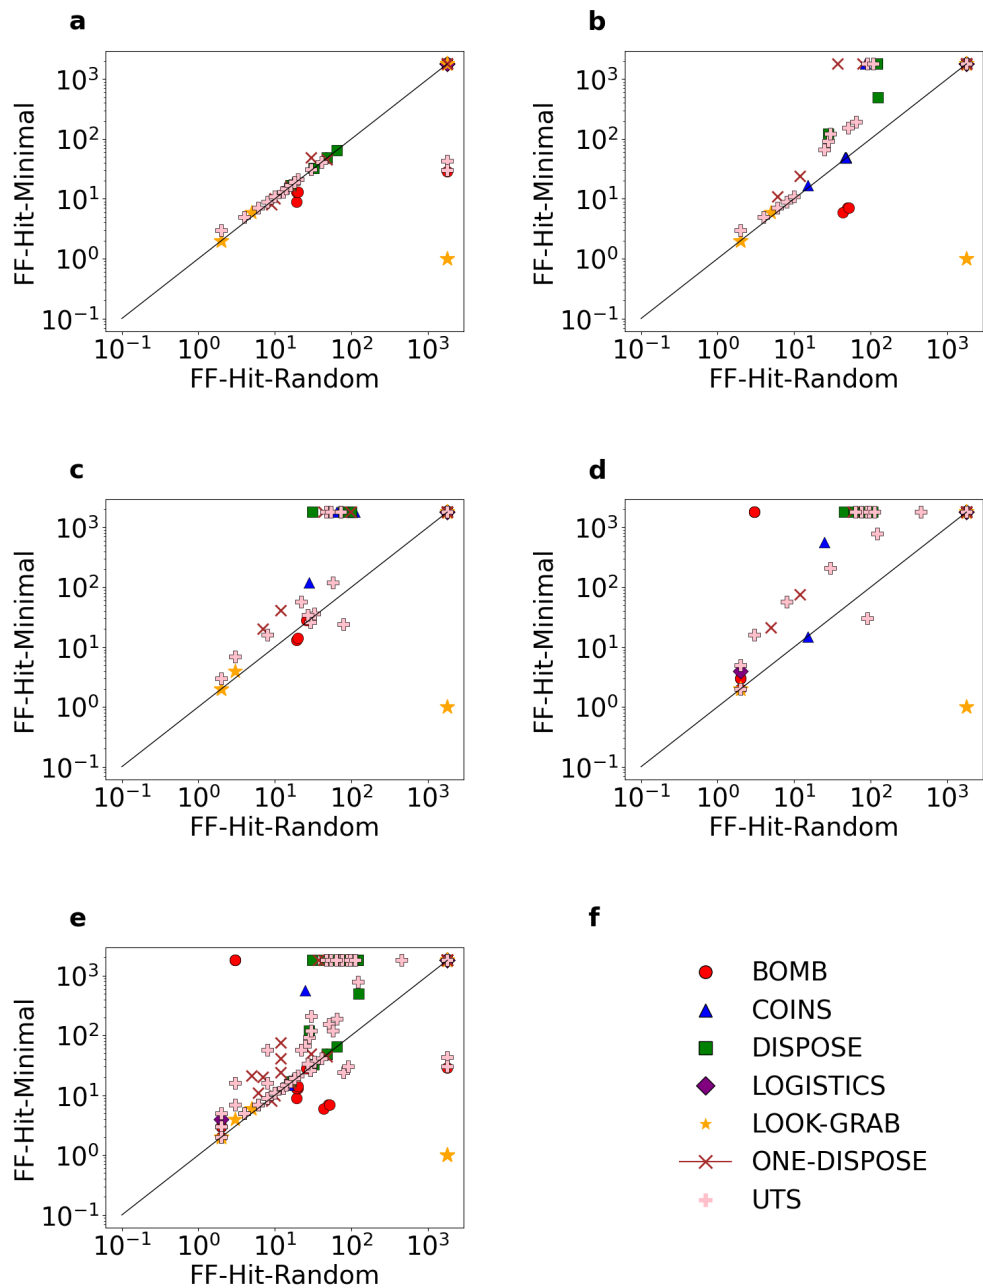 a
b
10³
10²
10¹
10⁰
10⁻¹
FF-Hit-Minimal
10⁻¹ 10⁰ 10¹ 10² 10³
FF-Hit-Random
10³
10²
10¹
10⁰
10⁻¹
FF-Hit-Minimal
10⁻¹ 10⁰ 10¹ 10² 10³
FF-Hit-Random
c
d
10³
10²
10¹
10⁰
10⁻¹
FF-Hit-Minimal
10⁻¹ 10⁰ 10¹ 10² 10³
FF-Hit-Random
10³
10²
10¹
10⁰
10⁻¹
FF-Hit-Minimal
10⁻¹ 10⁰ 10¹ 10² 10³
FF-Hit-Random
e
f
10³
10²
10¹
10⁰
10⁻¹
FF-Hit-Minimal
10⁻¹ 10⁰ 10¹ 10² 10³
FF-Hit-Random
BOMB
COINS
DISPOSE
LOGISTICS
LOOK-GRAB
ONE-DISPOSE
UTS